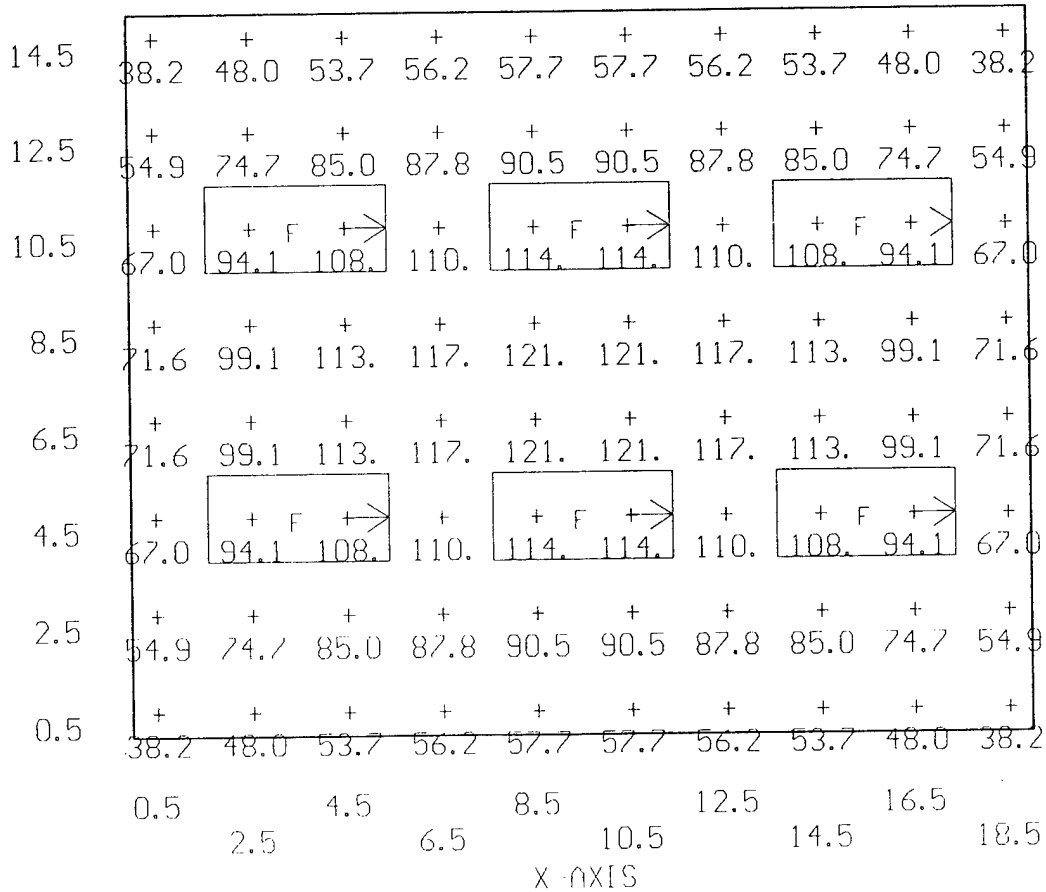 + + + + + + + + + +
14.5 38.2 48.0 53.7 56.2 57.7 57.7 56.2 53.7 48.0 38.2
+ + + + + + + + + +
12.5 54.9 74.7 85.0 87.8 90.5 90.5 87.8 85.0 74.7 54.9
+ + F + + + F + + + F + +
10.5 67.0 94.1 108. 110. 114. 114. 110. 108. 94.1 67.0
+ + + + + + + + + +
8.5 71.6 99.1 113. 117. 121. 121. 117. 113. 99.1 71.6
+ + + + + + + + + +
6.5 71.6 99.1 113. 117. 121. 121. 117. 113. 99.1 71.6
+ + F + + + F + + + F + +
4.5 67.0 94.1 108. 110. 114. 114. 110. 108. 94.1 67.0
+ + + + + + + + + +
2.5 54.9 74.7 85.0 87.8 90.5 90.5 87.8 85.0 74.7 54.9
+ + + + + + + + + +
0.5 38.2 48.0 53.7 56.2 57.7 57.7 56.2 53.7 48.0 38.2
0.5 4.5 8.5 12.5 16.5
2.5 6.5 10.5 14.5 18.5
X-AXIS